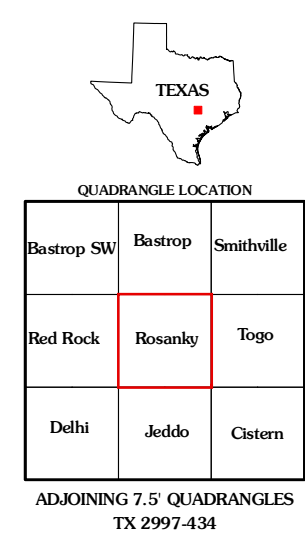 TEXAS
QUADRANGLE LOCATION
Bastrop SW Bastrop Smithville
Red Rock Rosanky Togo
Delhi Jeddo Cistern
ADJOINING 7.5' QUADRANGLES
TX 2997-434